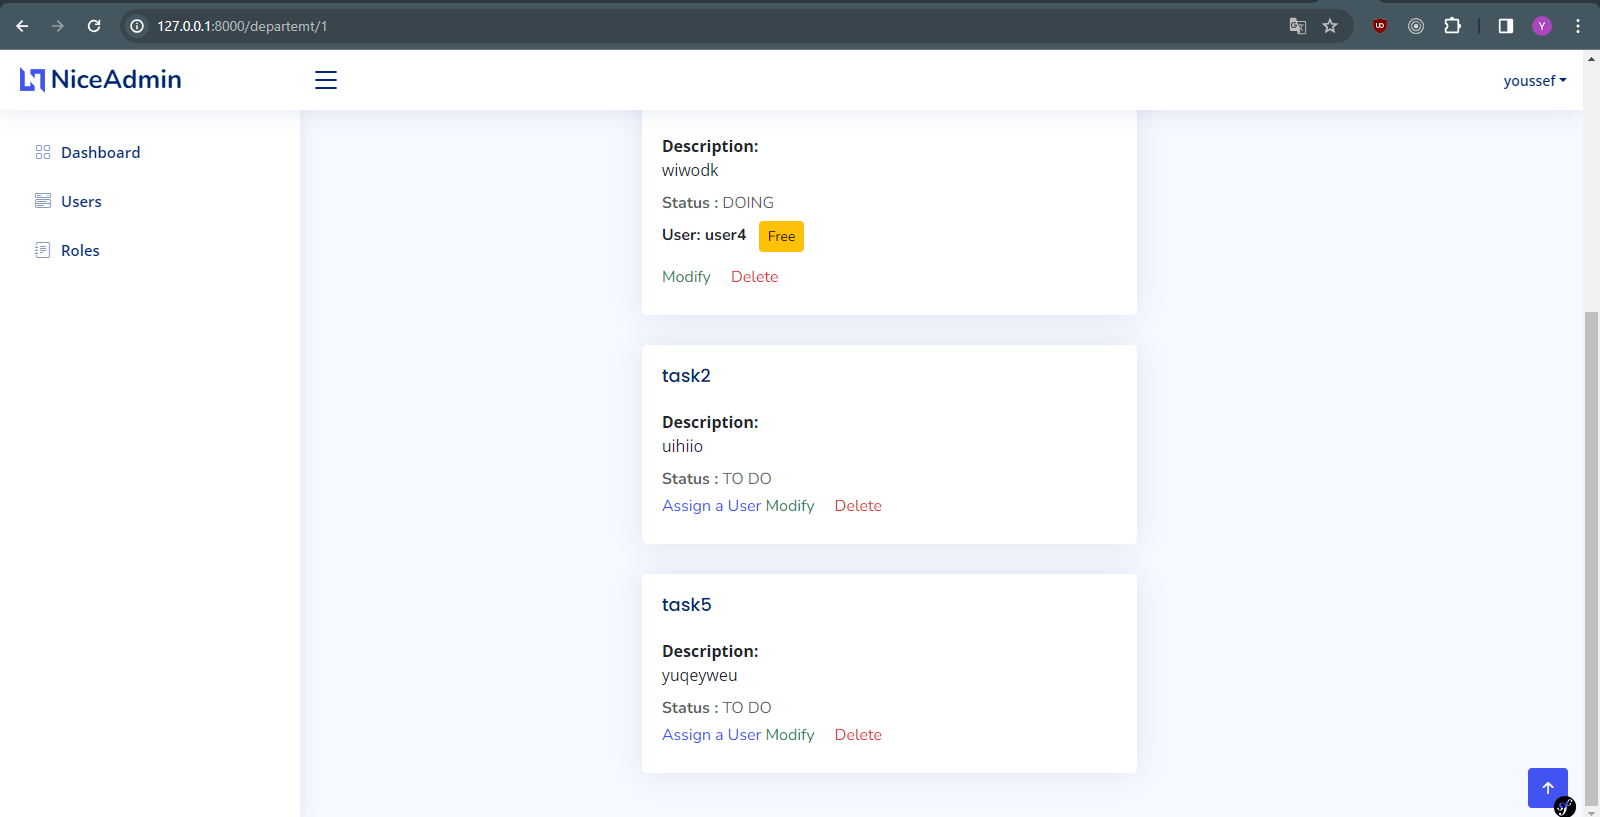 127.0.0.1:8000/departemt/1
Y
NiceAdmin
youssef
Dashboard
Users
Roles
Description:
wiwodk
Status : DOING
User: user4 Free
Modify Delete
task2
Description:
uihiio
Status : TO DO
Assign a User Modify Delete
task5
Description:
yuqeyweu
Status : TO DO
Assign a User Modify Delete
sf